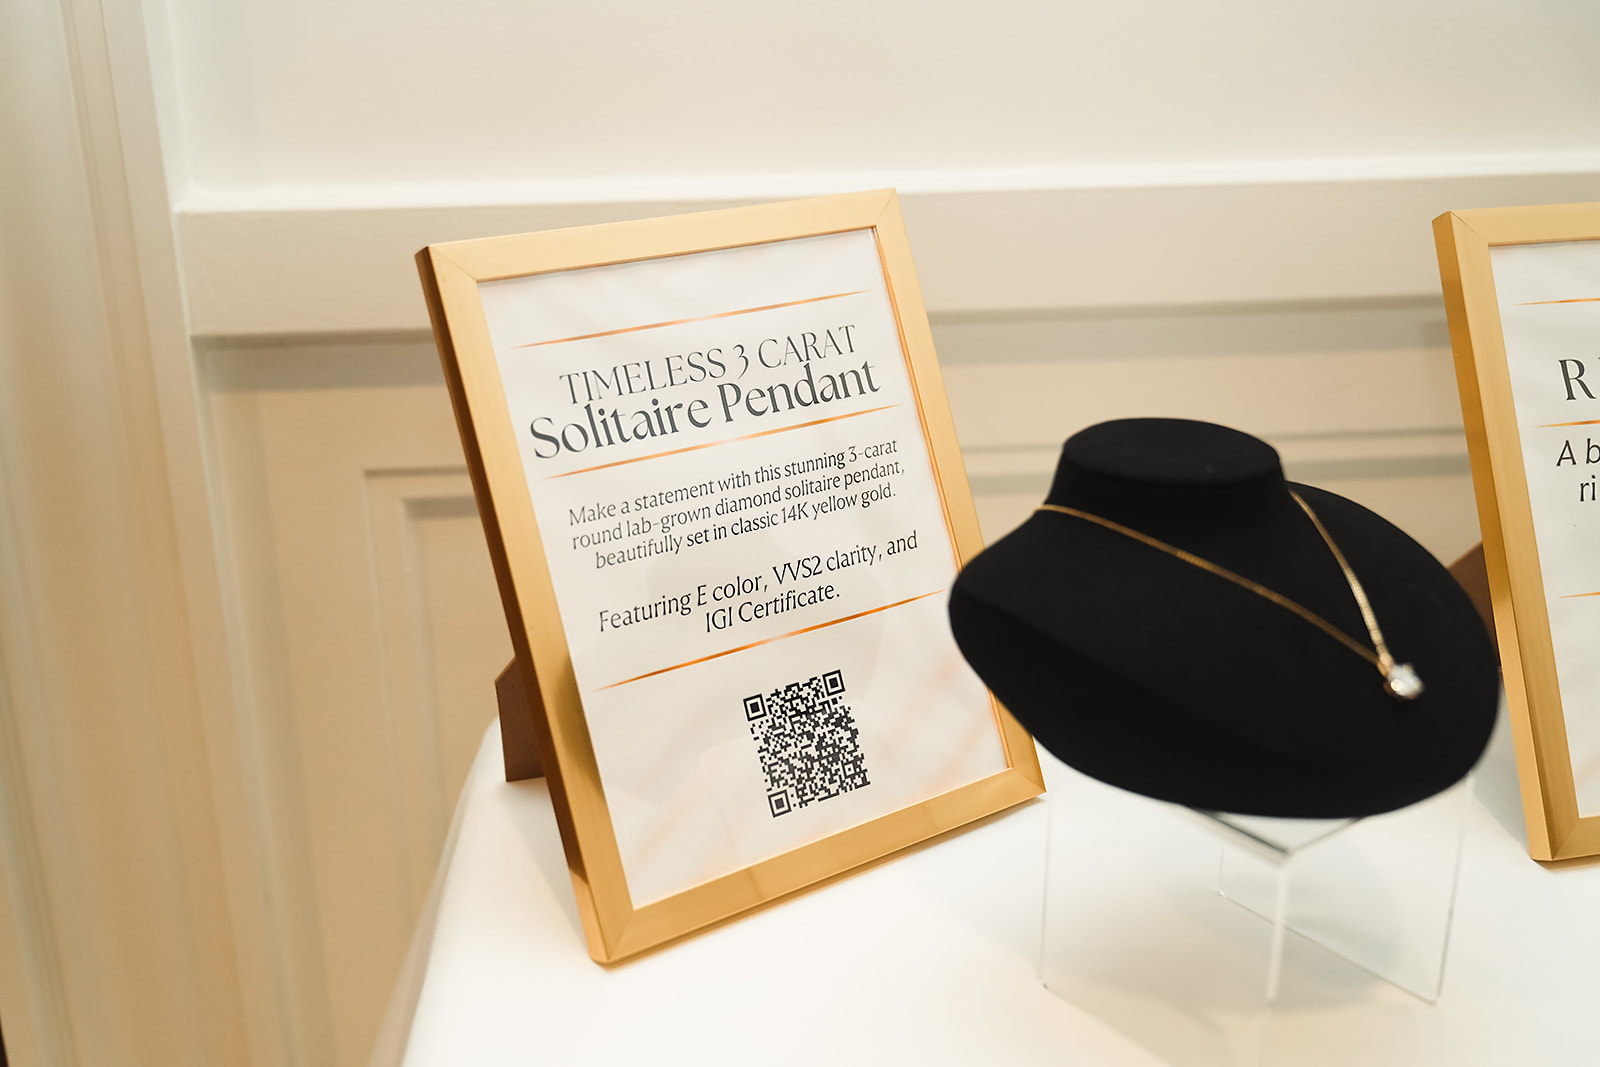 TIMELESS 3 CARAT
Solitaire Pendant
Make a statement with this stunning 3-carat
round lab-grown diamond solitaire pendant,
beautifully set in classic 14K yellow gold.
Featuring E color, VVS2 clarity, and
IGI Certificate.
R
A b
ri